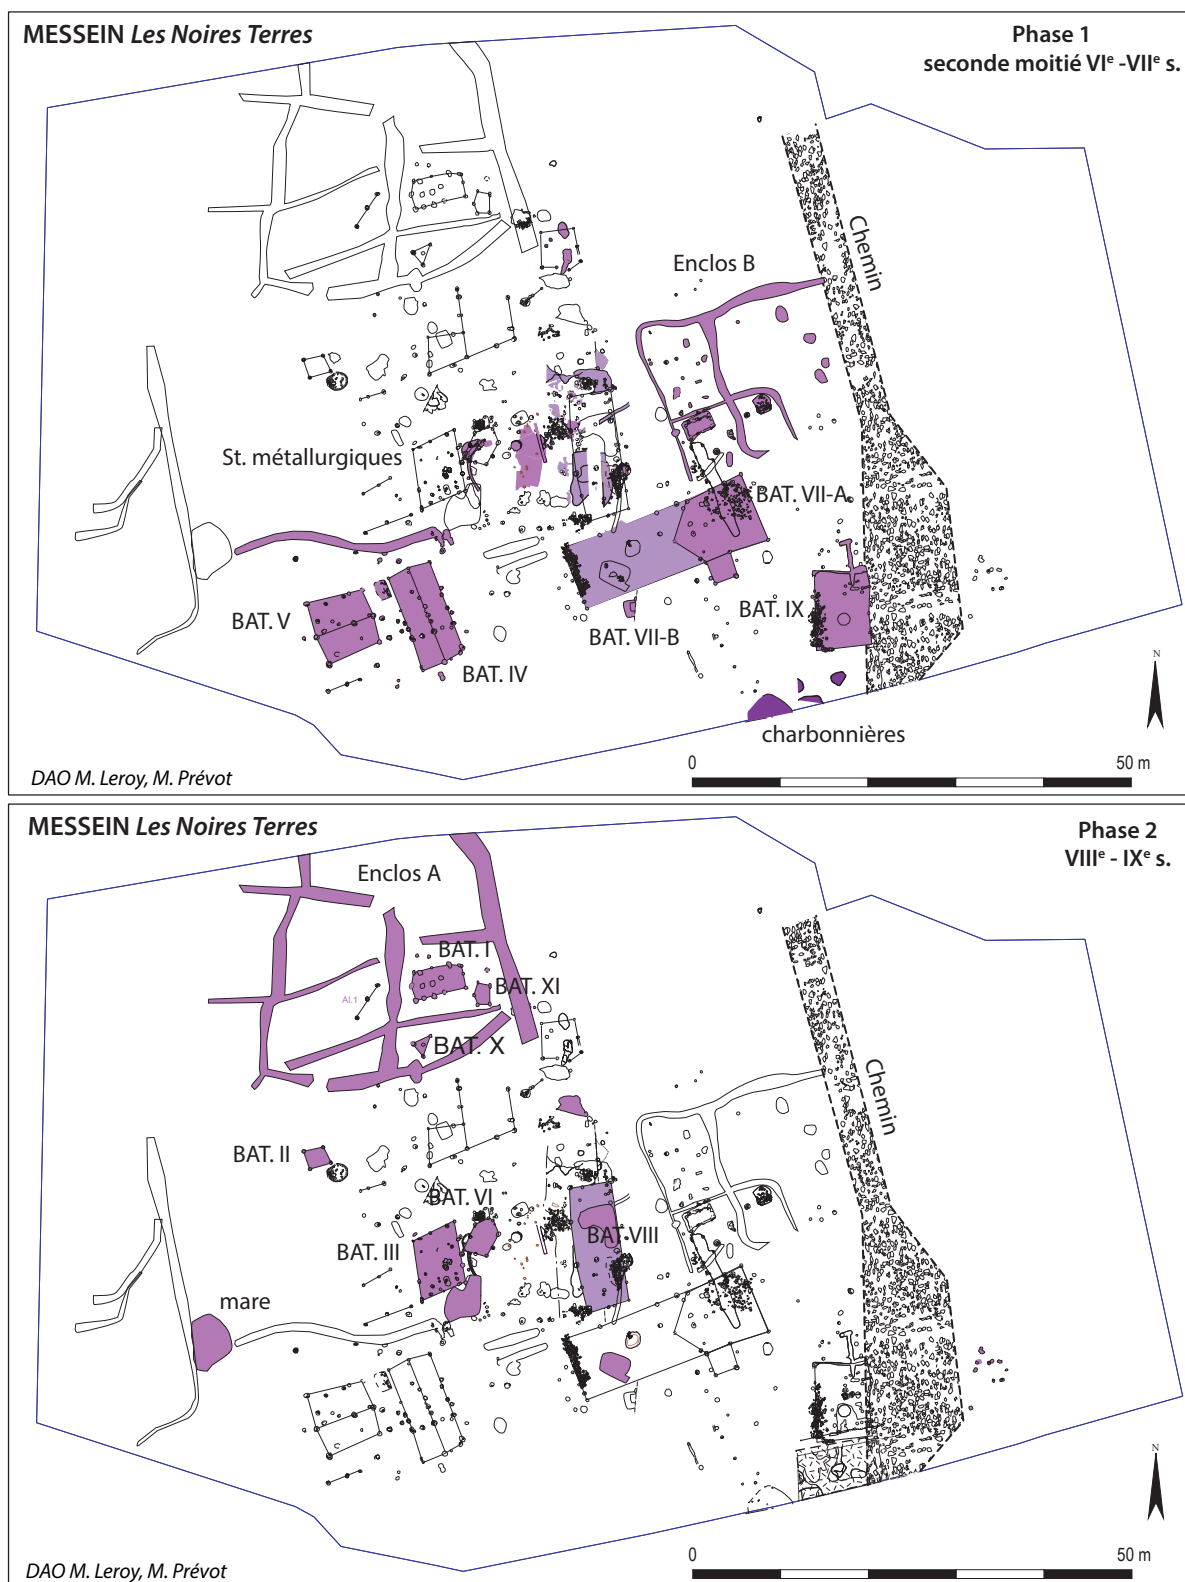 MESSEIN Les Noires Terres
Phase 1
seconde moitié VIe -VIIe s.
Chemin
Enclos B
St. métallurgiques
BAT. VII-A
BAT. V
BAT. IV
BAT. VII-B
BAT. IX
charbonnières
N
DAO M. Leroy, M. Prévot
0
50 m
MESSEIN Les Noires Terres
Phase 2
VIIIe - IXe s.
Enclos A
BAT. I
BAT. XI
Al.1
BAT. X
Chemin
BAT. II
BAT. VI
BAT. III
BAT. VIII
mare
N
DAO M. Leroy, M. Prévot
0
50 m